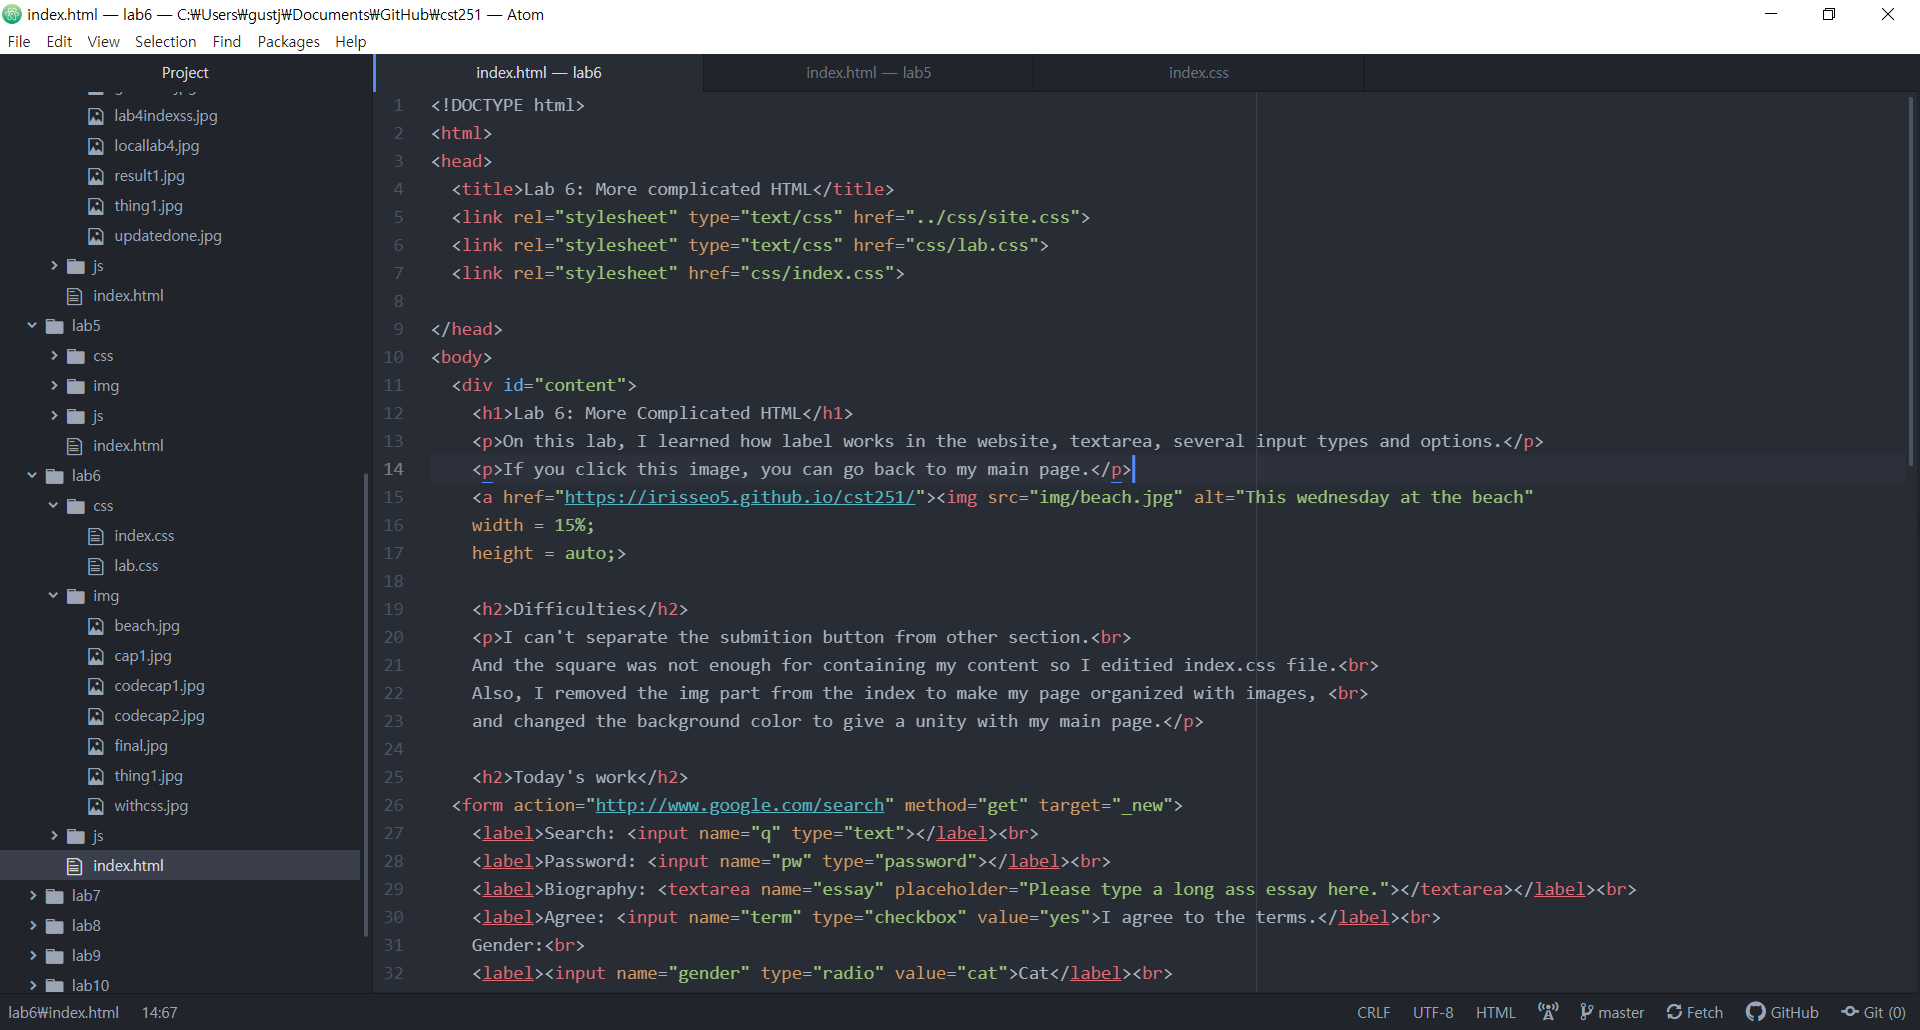 index.html — lab6 — C:₩Users₩gustj₩Documents₩GitHub₩cst251 — Atom
File Edit View Selection Find Packages Help
Project
lab4indexss.jpg
locallab4.jpg
result1.jpg
thing1.jpg
updatedone.jpg
js
index.html
lab5
css
img
js
index.html
lab6
css
index.css
lab.css
img
beach.jpg
cap1.jpg
codecap1.jpg
codecap2.jpg
final.jpg
thing1.jpg
withcss.jpg
js
index.html
lab7
lab8
lab9
lab10
index.html — lab6 index.html — lab5 index.css
1 <!DOCTYPE html>
2 <html>
3 <head>
4 <title>Lab 6: More complicated HTML</title>
5 <link rel="stylesheet" type="text/css" href="../css/site.css">
6 <link rel="stylesheet" type="text/css" href="css/lab.css">
7 <link rel="stylesheet" href="css/index.css">
8
9 </head>
10 <body>
11 <div id="content">
12 <h1>Lab 6: More Complicated HTML</h1>
13 <p>On this lab, I learned how label works in the website, textarea, several input types and options.</p>
14 <p>If you click this image, you can go back to my main page.</p>
15 <a href="https://irisseo5.github.io/cst251/"><img src="img/beach.jpg" alt="This wednesday at the beach"
16 width = 15%;
17 height = auto;>
18
19 <h2>Difficulties</h2>
20 <p>I can't separate the submition button from other section.<br>
21 And the square was not enough for containing my content so I editied index.css file.<br>
22 Also, I removed the img part from the index to make my page organized with images, <br>
23 and changed the background color to give a unity with my main page.</p>
24
25 <h2>Today's work</h2>
26 <form action="http://www.google.com/search" method="get" target="_new">
27 <label>Search: <input name="q" type="text"></label><br>
28 <label>Password: <input name="pw" type="password"></label><br>
29 <label>Biography: <textarea name="essay" placeholder="Please type a long ass essay here."></textarea></label><br>
30 <label>Agree: <input name="term" type="checkbox" value="yes">I agree to the terms.</label><br>
31 Gender:<br>
32 <label><input name="gender" type="radio" value="cat">Cat</label><br>
lab6₩index.html 14:67 CRLF UTF-8 HTML master Fetch GitHub Git (0)